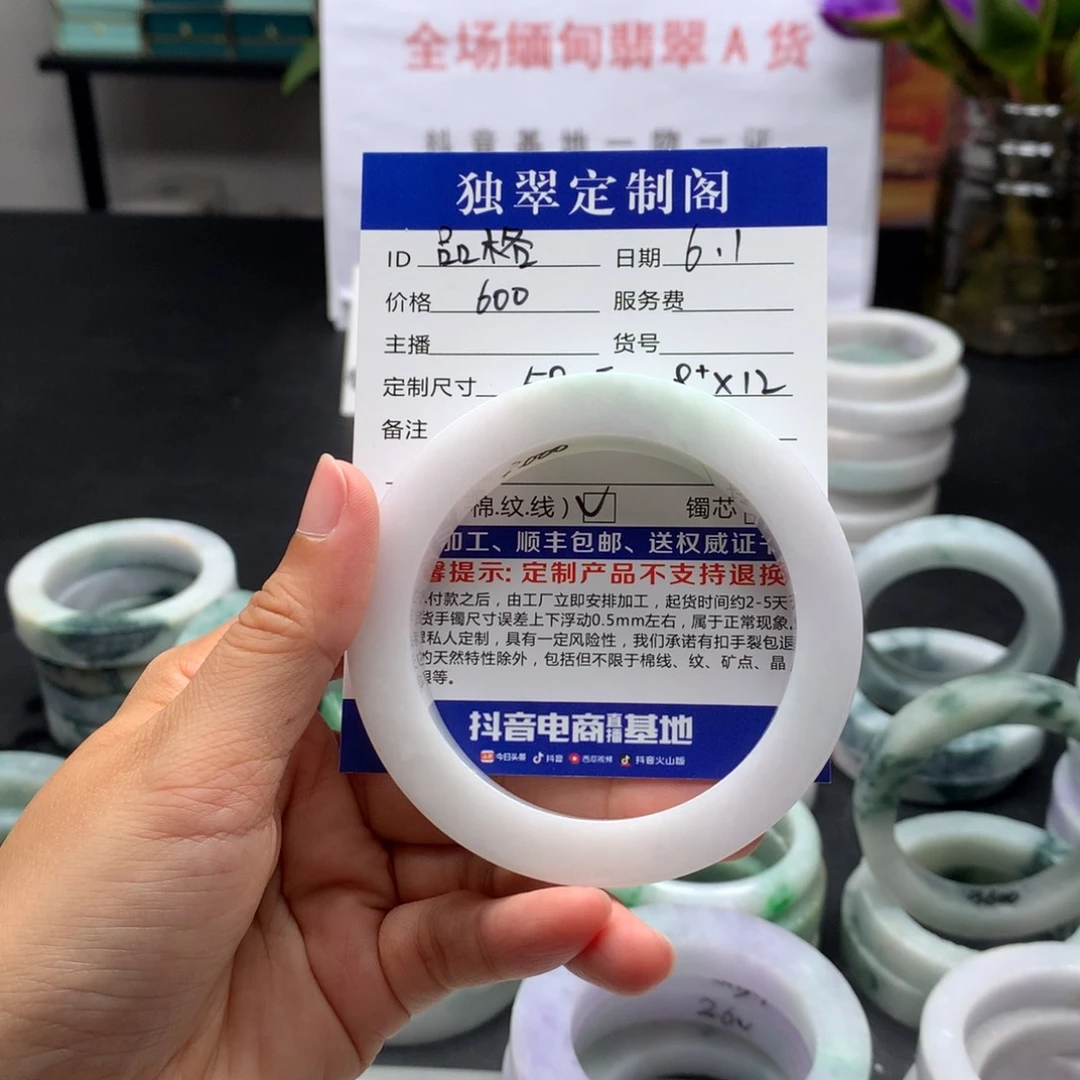 全场缅甸翡翠A货
抖音基地一物一证
独翠定制阁
ID 品格 日期 6.1
价格 600 服务费
主播 货号
定制尺寸 8+X12
备注
棉.纹.线) ✓ 镯芯
加工、顺丰包邮、送权威证
提示: 定制产品不支持退换
付款之后，由工厂立即安排加工，起货时间约2-5天
货手镯尺寸误差上下浮动0.5mm左右，属于正常现象
私人定制，具有一定风险性，我们承诺有扣手裂包退
的天然特性除外，包括但不限于棉线、纹、矿点、晶
等。
抖音电商直播基地
今日头条 抖音 西瓜视频 抖音火山版